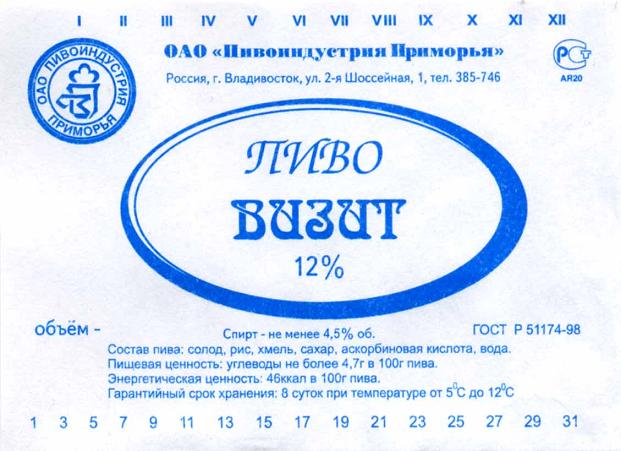 I II III IV V VI VII VIII IX X XI XII
ОАО «Пивоиндустрия Приморья»
Россия, г. Владивосток, ул. 2-я Шоссейная, 1, тел. 385-746
ОАО ПИВОИНДУСТРИЯ
ПРИМОРЬЯ
РСТ
AR20
ПИВО
ВИЗИТ
12%
объём -
Спирт - не менее 4,5% об.
ГОСТ Р 51174-98
Состав пива: солод, рис, хмель, сахар, аскорбиновая кислота, вода.
Пищевая ценность: углеводы не более 4,7г в 100г пива.
Энергетическая ценность: 46ккал в 100г пива.
Гарантийный срок хранения: 8 суток при температуре от 5⁰С до 12⁰С
1 3 5 7 9 11 13 15 17 19 21 23 25 27 29 31